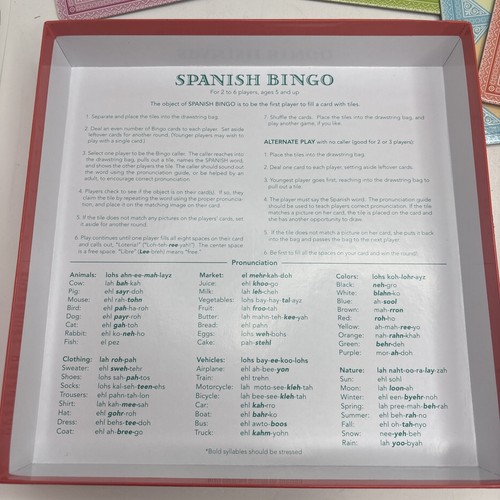 SPANISH BINGO
For 2 to 6 players, ages 5 and up
The object of SPANISH BINGO is to be the first player to fill a card with tiles.
1. Separate and place the tiles into the drawstring bag.
2. Deal an even number of Bingo cards to each player. Set aside
leftover cards for another round. (Younger players may wish to
play with a single card.)
3. Select one player to be the Bingo caller. The caller reaches into
the drawstring bag, pulls out a tile, names the SPANISH word,
and shows the other players the tile. The caller should sound out
the word using the pronunciation guide, or be helped by an
adult, to encourage correct pronunciation.
4. Players check to see if the object is on their card(s). If so, they
claim the tile by repeating the word using the proper pronuncia-
tion, and place it on the matching image on their card.
5. If the tile does not match any pictures on the players' cards, set
it aside for another round.
6. Play continues until one player fills all eight spaces on their card
and calls out, "Loteria!" ("Loh-teh-ree-yah!") The center space
is a free space. "Libre" (Lee-breh) means "free."
7. Shuffle the cards. Place the tiles into the drawstring bag, and
play another game, if you like.
ALTERNATE PLAY with no caller (good for 2 or 3 players)
1. Place the tiles into the drawstring bag.
2. Deal one card to each player, setting aside leftover cards.
3. Youngest player goes first, reaching into the drawstring bag to
pull out a tile.
4. The player must say the Spanish word. The pronunciation guide
should be used to teach players correct pronunciation. If the tile
matches a picture on her card, the tile is placed on the card and
she has another opportunity to draw.
5. If the tile does not match a picture on her card, she puts it back
into the bag and passes the bag to the next player.
6. Be first to fill all the spaces on your card and win the round!
Pronunciation
Animals: lohs ahn-ee-mah-layz
Cow: lah bah-kah
Pig: ehl sayr-doh
Mouse: ehl rah-tohn
Bird: ehl pah-ha-roh
Dog: ehl payr-roh
Cat: ehl gah-toh
Rabbit: ehl ko-neh-ho
Fish: el pez
Market: el mehr-kah-doh
Juice: ehl khoo-go
Milk: lah leh-cheh
Vegetables: lohs bay-hay-tal-ayz
Fruit: lah froo-tah
Butter: lah mahn-teh-kee-yah
Bread: ehl pahn
Eggs: lohs weh-bohs
Cake: pah-stehl
Colors: lohs koh-lohr-ayz
Black: neh-gro
White: blahn-ko
Blue: ah-sool
Brown: mah-rron
Red: roh-ho
Yellow: ah-mah-ree-yo
Orange: nah-rahn-khah
Green: behr-deh
Purple: mor-ah-doh
Clothing: lah roh-pah
Sweater: ehl sweh-tehr
Shoes: lohs sah-pah-tos
Socks: lohs kal-seh-teen-ehs
Trousers: ehl pahn-tah-lon
Shirt: lah kah-mee-sah
Hat: ehl gohr-roh
Dress: ehl behs-tee-doh
Coat: ehl ah-bree-go
Vehicles: lohs bay-ee-koo-lohs
Airplane: ehl ah-bee-yon
Train: ehl trehn
Motorcycle: lah moto-see-kleh-tah
Bicycle: lah bee-see-kleh-tah
Car: ehl kah-rro
Boat: ehl bahr-ko
Bus: ehl awto-boos
Truck: ehl kahm-yohn
Nature: lah naht-oo-ra-lay-zah
Sun: ehl sohl
Moon: lah loon-ah
Winter: ehl een-byehr-noh
Spring: lah pree-mah-beh-rah
Summer: ehl beh-rah-no
Fall: ehl oh-tah-nyo
Snow: nee-yeh-beh
Rain: lah yoo-byah
*Bold syllables should be stressed